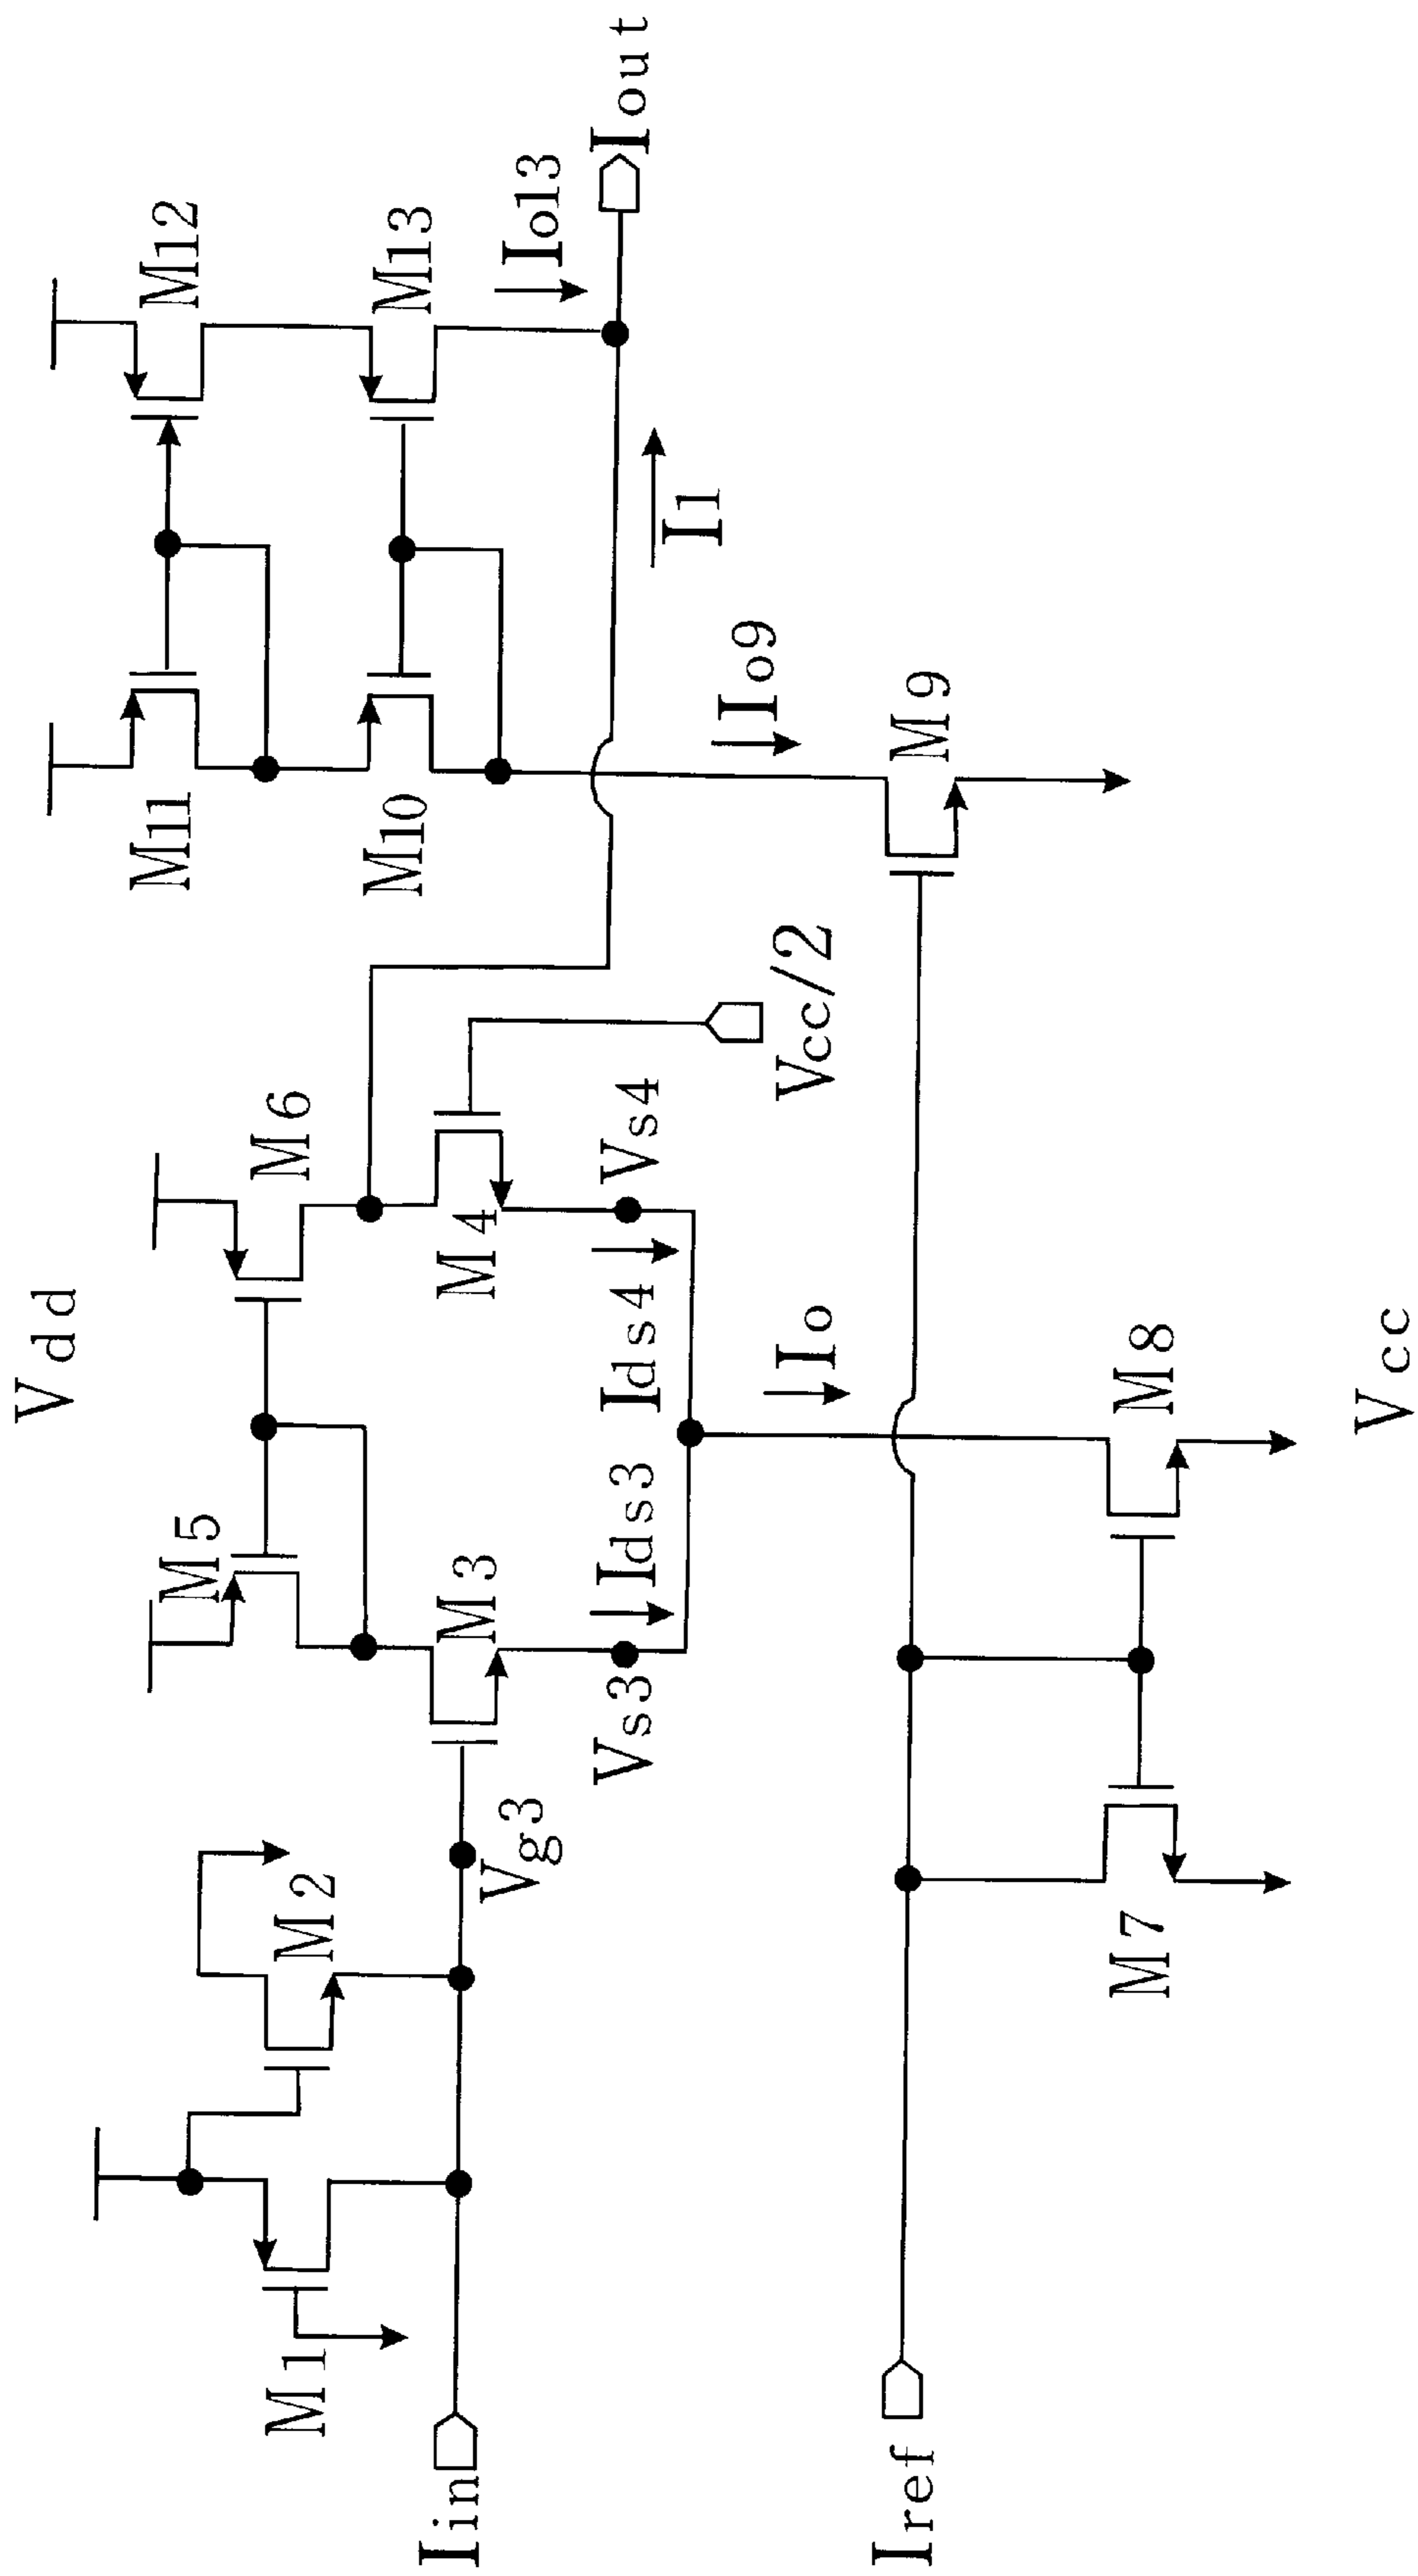 Vdd
M12
M11
M13
M6
M5
M10
M2
M1
M4
M3
Vg3
Io13
Iout
Vs3
Ids3
Ids4
Vs4
Iin
I1
Io9
Vcc/2
Io
M9
Iref
M7
M8
Vcc